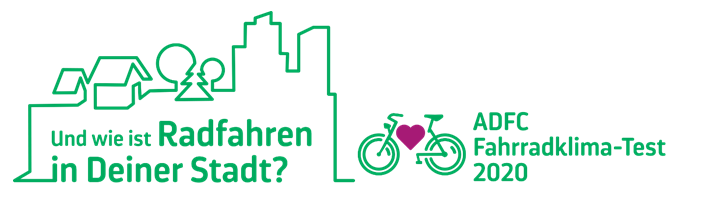 Und wie ist Radfahren
in Deiner Stadt?
ADFC
Fahrradklima-Test
2020